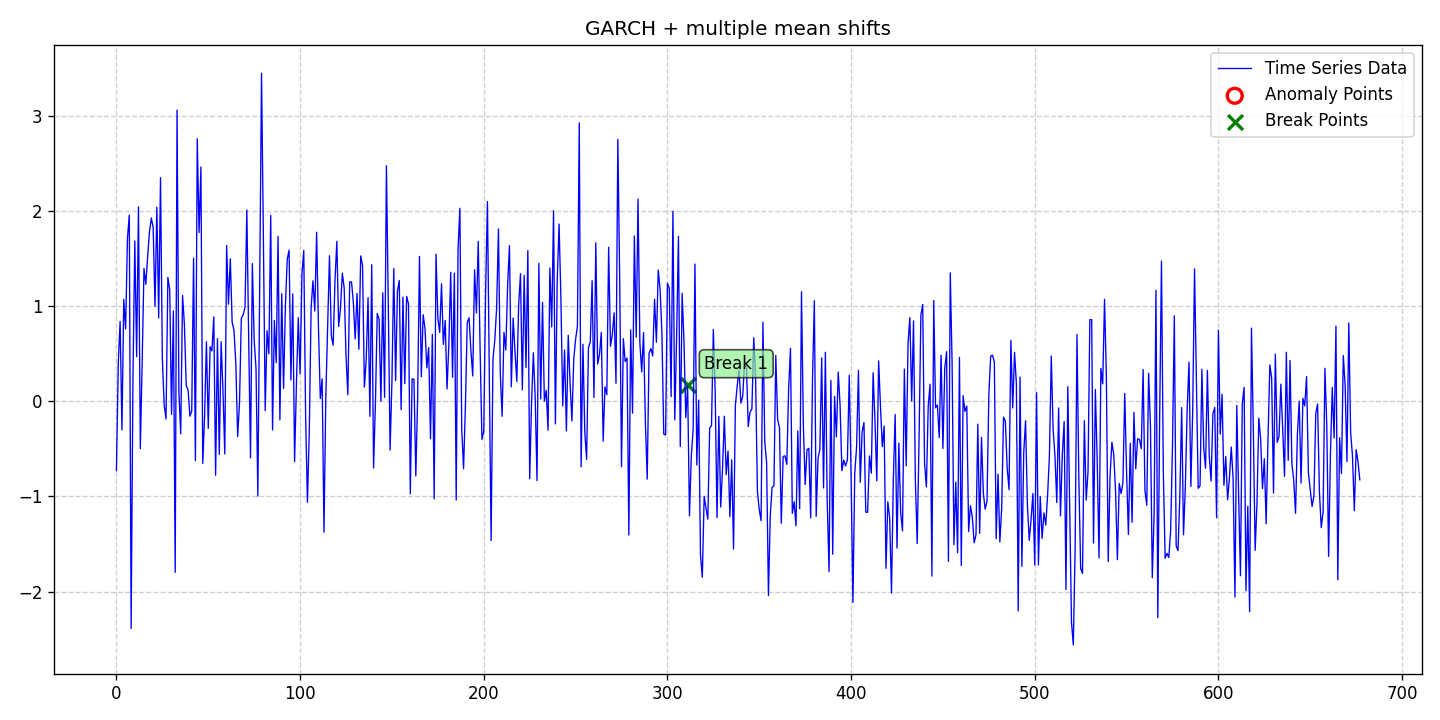 GARCH + multiple mean shifts
Time Series Data
Anomaly Points
Break Points
Break 1
3
2
1
0
−1
−2
0 100 200 300 400 500 600 700